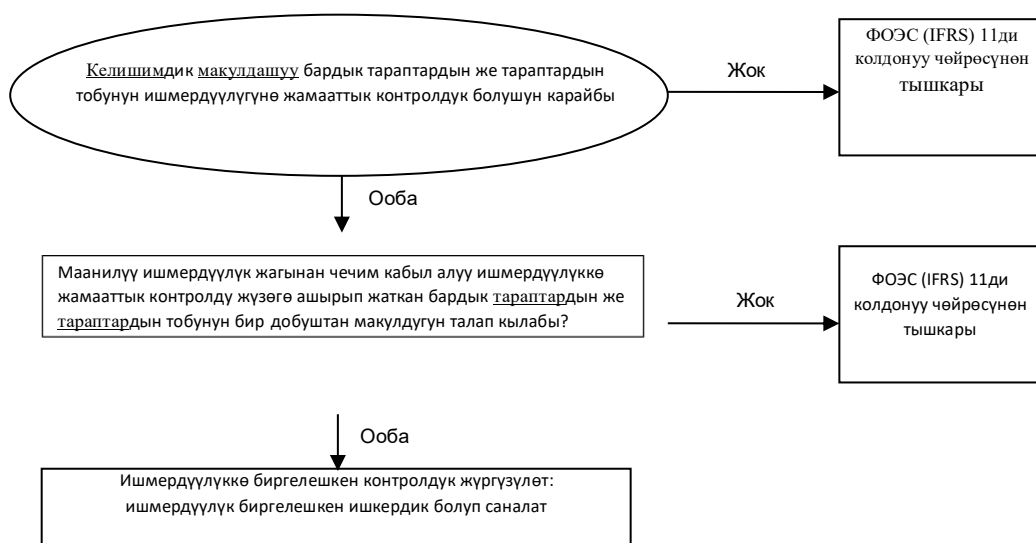 Келишимдик макулдашуу бардык тараптардын же тараптардын
тобунун ишмердүүлүгүнө жамааттык контролдук болушун карайбы
Жок
ФОЭС (IFRS) 11ди
колдонуу чөйрөсүнөн
тышкары
Ооба
Маанилүү ишмердүүлүк жагынан чечим кабыл алуу ишмердүүлүккө
жамааттык контролду жүзөгө ашырып жаткан бардык тараптардын же
тараптардын тобунун бир добуштан макулдугун талап кылабы?
Жок
ФОЭС (IFRS) 11ди
колдонуу чөйрөсүнөн
тышкары
Ооба
Ишмердүүлүккө биргелешкен контролдук жүргүзүлөт:
ишмердүүлүк биргелешкен ишкердик болуп саналат